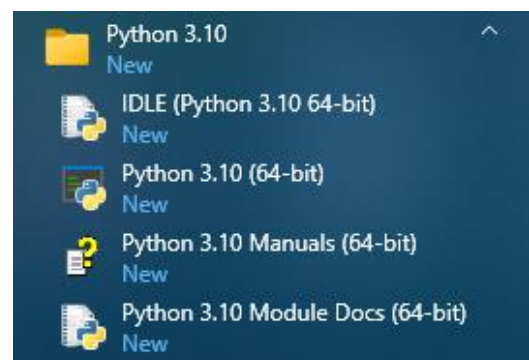 Python 3.10
New
IDLE (Python 3.10 64-bit)
New
Python 3.10 (64-bit)
New
Python 3.10 Manuals (64-bit)
New
Python 3.10 Module Docs (64-bit)
New